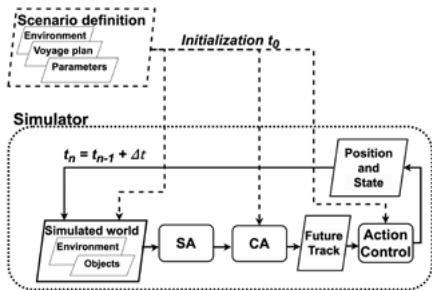 Scenario definition
Environment
Voyage plan
Parameters
Initialization t0
Simulator
tn = tn-1 + Δt
Position
and
State
Simulated world
Environment
Objects
SA
CA
Future
Track
Action
Control